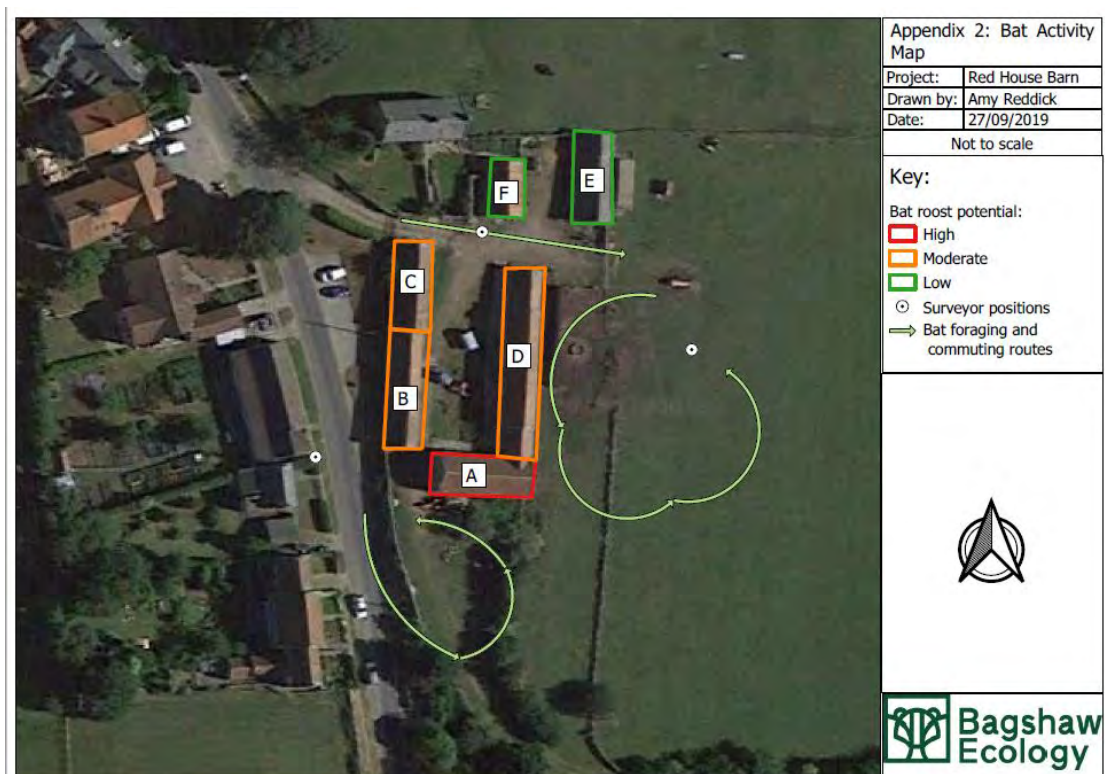 Appendix 2: Bat Activity
Map
Project: Red House Barn
Drawn by: Amy Reddick
Date: 27/09/2019
Not to scale
Key:
Bat roost potential:
High
Moderate
Low
Surveyor positions
Bat foraging and
commuting routes
F
E
C
D
B
A
Bagshaw
Ecology